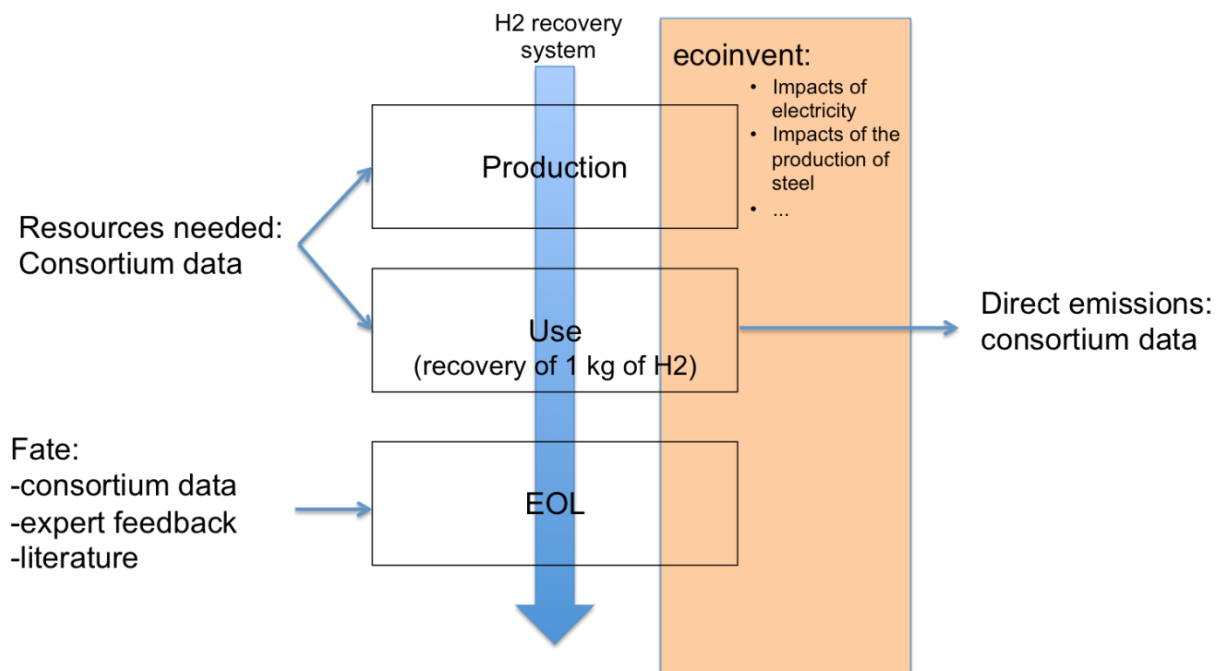 H2 recovery
system
ecoinvent:
• Impacts of
electricity
• Impacts of the
production of
steel
• ...
Production
Resources needed:
Consortium data
Use
(recovery of 1 kg of H2)
Direct emissions:
consortium data
Fate:
-consortium data
-expert feedback
-literature
EOL